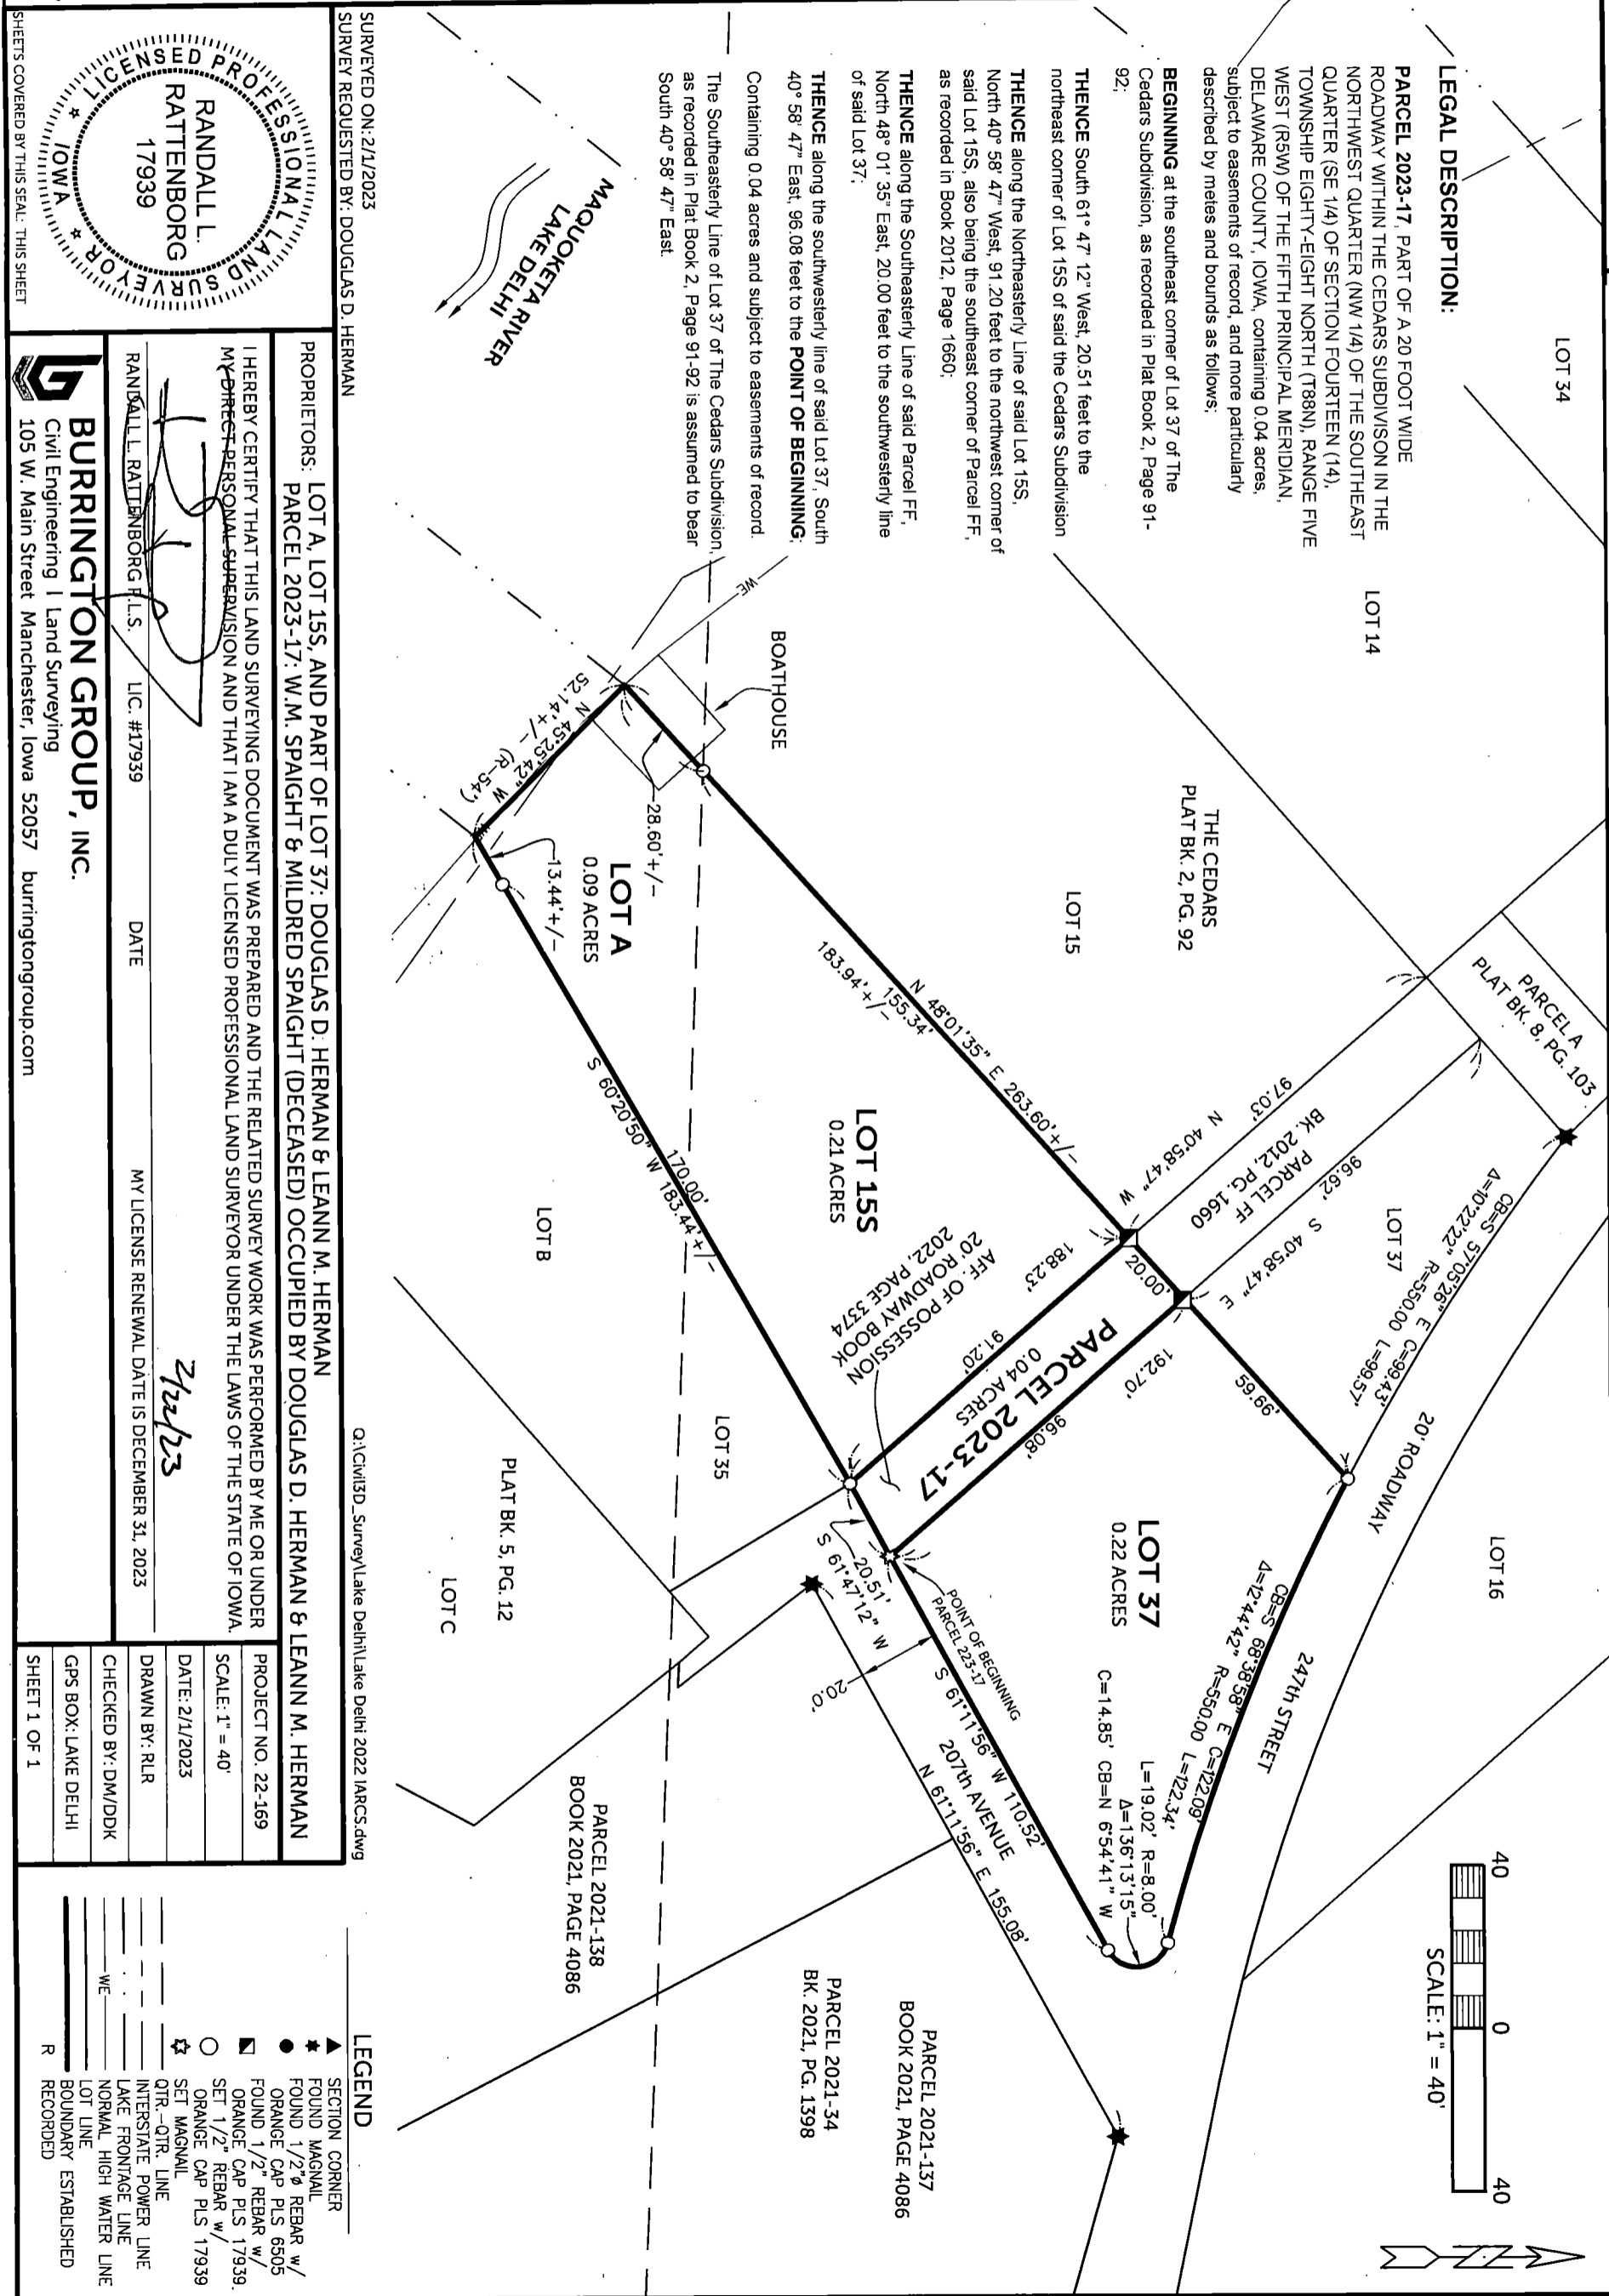 LEGAL DESCRIPTION:
PARCEL 2023-17, PART OF A 20 FOOT WIDE
ROADWAY WITHIN THE CEDARS SUBDIVISON IN THE
NORTHWEST QUARTER (NW 1/4) OF THE SOUTHEAST
QUARTER (SE 1/4) OF SECTION FOURTEEN (14),
TOWNSHIP EIGHTY-EIGHT NORTH (T88N), RANGE FIVE
WEST (R5W) OF THE FIFTH PRINCIPAL MERIDIAN,
DELAWARE COUNTY, IOWA, containing 0.04 acres,
subject to easements of record, and more particularly
described by metes and bounds as follows;
BEGINNING at the southeast corner of Lot 37 of The
Cedars Subdivision, as recorded in Plat Book 2, Page 91-
92;
THENCE South 61° 47' 12" West, 20.51 feet to the
northeast corner of Lot 15S of said the Cedars Subdivision
THENCE along the Northeasterly Line of said Lot 15S,
North 40° 58' 47" West, 91.20 feet to the northwest corner of
said Lot 15S, also being the southeast corner of Parcel FF,
as recorded in Book 2012, Page 1660;
THENCE along the Southeasterly Line of said Parcel FF,
North 48° 01' 35" East, 20.00 feet to the southwesterly line
of said Lot 37;
THENCE along the southwesterly line of said Lot 37, South
40° 58' 47" East, 96.08 feet to the POINT OF BEGINNING;
Containing 0.04 acres and subject to easements of record.
The Southeasterly Line of Lot 37 of The Cedars Subdivision,
as recorded in Plat Book 2, Page 91-92 is assumed to bear
South 40° 58' 47" East.
MAQUOKETA RIVER
LAKE DELHI
LOT 34
LOT 14
THE CEDARS
PLAT BK. 2, PG. 92
LOT 15
BOATHOUSE
WE
PARCEL A
PLAT BK. 8, PG. 103
97.03'
N 40°58'47" W
PARCEL FF
BK. 2012, PG. 1660
96.62'
S 40°58'47" E
LOT 37
CB=S 57°05'26" E C=99.43'
Δ=10°22'22" R=550.00 L=99.57'
20' ROADWAY
LOT 16
247th STREET
CB=S 68°38'58" E C=122.09'
Δ=12°44'42" R=550.00 L=122.34'
N 48°01'35" E 263.60'+/-
155.34'
183.94'+/-
20.00'
59.66'
188.23'
91.20'
192.70'
96.08'
PARCEL 2023-17
0.04 ACRES
AFF. OF POSSESSION
20' ROADWAY BOOK
2022, PAGE 3374
LOT 37
0.22 ACRES
L=19.02' R=8.00'
Δ=136°13'15"
C=14.85' CB=N 6°54'41" W
POINT OF BEGINNING
PARCEL 223-17
S 61°11'56" W 110.52'
207th AVENUE
N 61°11'56" E 155.08'
20.51'
S 61°47'12" W
20.0'
LOT 15S
0.21 ACRES
LOT A
0.09 ACRES
28.60'+/-
13.44'+/-
N 45°25'42" W
52.14'+/- (R-54')
170.00'
S 60°20'50" W 183.44'+/-
LOT B
LOT 35
PLAT BK. 5, PG. 12
LOT C
PARCEL 2021-138
BOOK 2021, PAGE 4086
PARCEL 2021-34
BK. 2021, PG. 1398
PARCEL 2021-137
BOOK 2021, PAGE 4086
40 0 40
SCALE: 1" = 40'
LEGEND
SECTION CORNER
FOUND MAGNAIL
FOUND 1/2"ø REBAR w/
ORANGE CAP PLS 6505
FOUND 1/2" REBAR w/
ORANGE CAP PLS 17939.
SET 1/2" REBAR w/
ORANGE CAP PLS 17939
SET MAGNAIL
QTR.-QTR. LINE
INTERSTATE POWER LINE
LAKE FRONTAGE LINE
WE NORMAL HIGH WATER LINE
LOT LINE
BOUNDARY ESTABLISHED
R RECORDED
SURVEYED ON: 2/1/2023
SURVEY REQUESTED BY: DOUGLAS D. HERMAN
Q:\Civil3D_Survey\Lake Delhi\Lake Delhi 2022 IARCS.dwg
LICENSED PROFESSIONAL LAND SURVEYOR
RANDALL L.
RATTENBORG
17939
IOWA
SHEETS COVERED BY THIS SEAL: THIS SHEET
PROPRIETORS: LOT A, LOT 15S, AND PART OF LOT 37: DOUGLAS D. HERMAN & LEANN M. HERMAN
PARCEL 2023-17: W.M. SPAIGHT & MILDRED SPAIGHT (DECEASED) OCCUPIED BY DOUGLAS D. HERMAN & LEANN M. HERMAN
I HEREBY CERTIFY THAT THIS LAND SURVEYING DOCUMENT WAS PREPARED AND THE RELATED SURVEY WORK WAS PERFORMED BY ME OR UNDER
MY DIRECT PERSONAL SUPERVISION AND THAT I AM A DULY LICENSED PROFESSIONAL LAND SURVEYOR UNDER THE LAWS OF THE STATE OF IOWA.
2/22/23
RANDALL L. RATTENBORG P.L.S. LIC. #17939 DATE MY LICENSE RENEWAL DATE IS DECEMBER 31, 2023
BURRINGTON GROUP, INC.
Civil Engineering | Land Surveying
105 W. Main Street Manchester, Iowa 52057 burringtongroup.com
PROJECT NO. 22-169
SCALE: 1" = 40'
DATE: 2/1/2023
DRAWN BY: RLR
CHECKED BY: DM/DDK
GPS BOX: LAKE DELHI
SHEET 1 OF 1